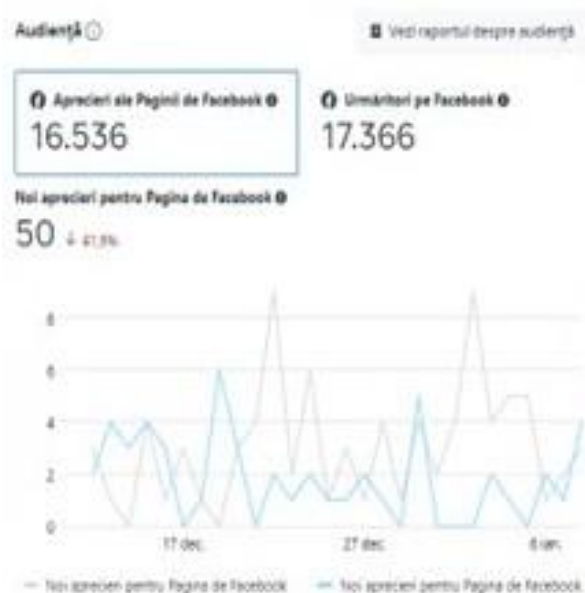 Audiență
Vezi raportul despre audiență
Aprecieri ale Paginii de Facebook
Urmăritori pe Facebook
16.536
17.366
Noi aprecieri pentru Pagina de Facebook
50
8
6
4
2
0
17 dec.
27 dec.
6 ian.
Noi aprecieri pentru Pagina de Facebook
Noi aprecieri pentru Pagina de Facebook